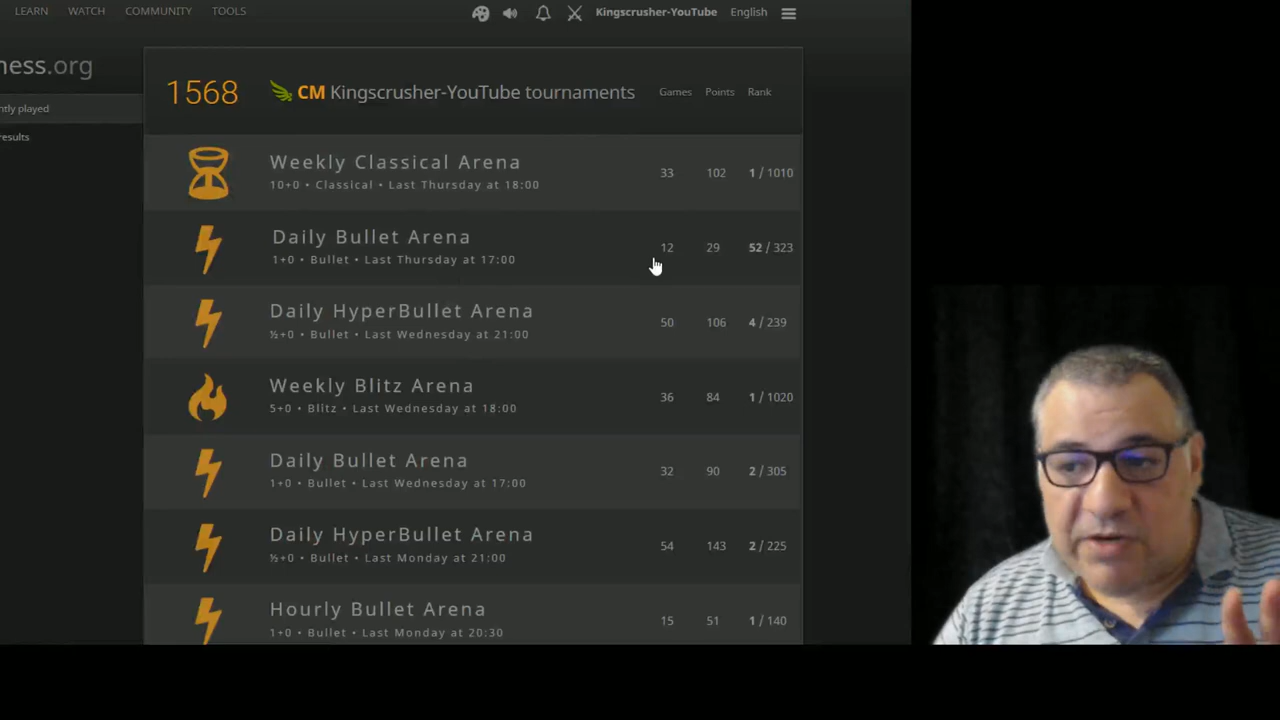 LEARN WATCH COMMUNITY TOOLS Kingscrusher-YouTube English
ness.org
ntly played
results
1568 CM Kingscrusher-YouTube tournaments Games Points Rank
Weekly Classical Arena
10+0 • Classical • Last Thursday at 18:00
33 102 1 / 1010
Daily Bullet Arena
1+0 • Bullet • Last Thursday at 17:00
12 29 52 / 323
Daily HyperBullet Arena
½+0 • Bullet • Last Wednesday at 21:00
50 106 4 / 239
Weekly Blitz Arena
5+0 • Blitz • Last Wednesday at 18:00
36 84 1 / 1020
Daily Bullet Arena
1+0 • Bullet • Last Wednesday at 17:00
32 90 2 / 305
Daily HyperBullet Arena
½+0 • Bullet • Last Monday at 21:00
54 143 2 / 225
Hourly Bullet Arena
1+0 • Bullet • Last Monday at 20:30
15 51 1 / 140